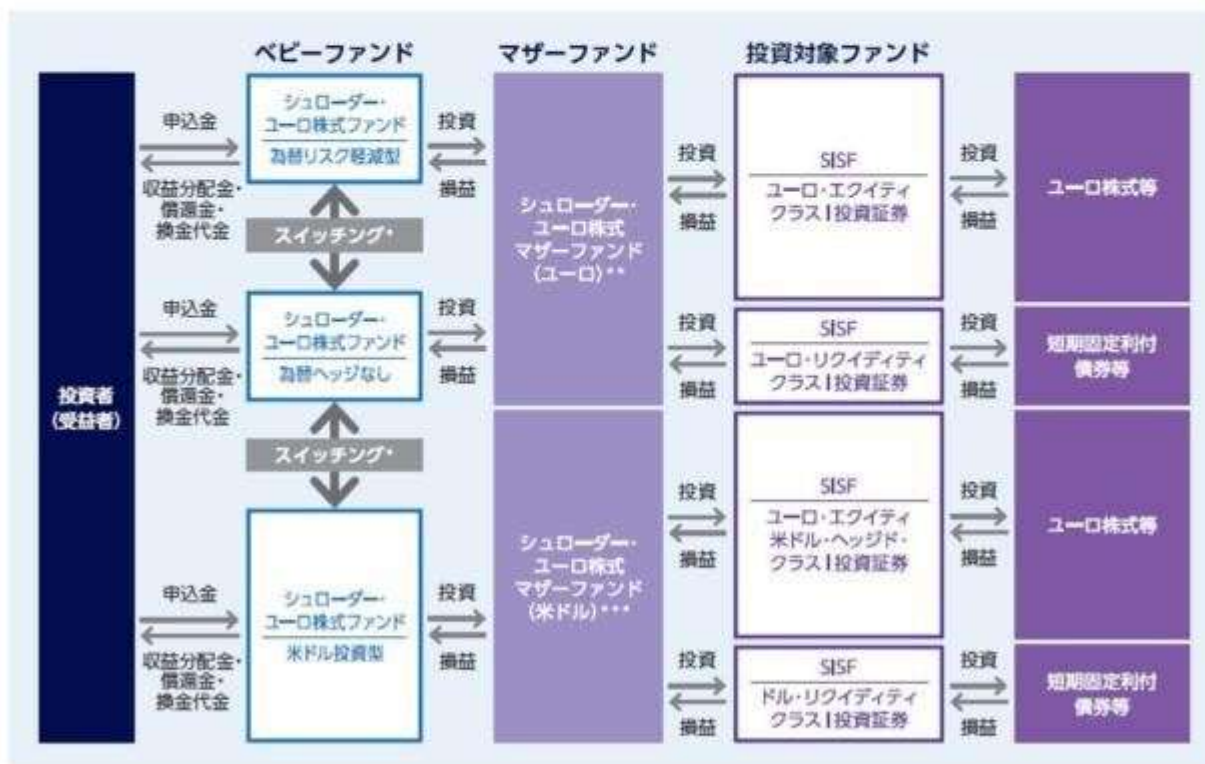 ベビーファンド
マザーファンド
投資対象ファンド
投資者
(受益者)
申込金
収益分配金・
償還金・
換金代金
シュローダー・
ユーロ株式ファンド
為替リスク軽減型
投資
損益
スイッチング*
申込金
収益分配金・
償還金・
換金代金
シュローダー・
ユーロ株式ファンド
為替ヘッジなし
投資
損益
スイッチング*
申込金
収益分配金・
償還金・
換金代金
シュローダー・
ユーロ株式ファンド
米ドル投資型
投資
損益
シュローダー・
ユーロ株式
マザーファンド
(ユーロ)**
投資
損益
SISF
ユーロ・エクイティ
クラスI投資証券
投資
損益
ユーロ株式等
投資
損益
SISF
ユーロ・リクイディティ
クラスI投資証券
投資
損益
短期固定利付
債券等
シュローダー・
ユーロ株式
マザーファンド
(米ドル)***
投資
損益
SISF
ユーロ・エクイティ
米ドル・ヘッジド・
クラスI投資証券
投資
損益
ユーロ株式等
投資
損益
SISF
ドル・リクイディティ
クラスI投資証券
投資
損益
短期固定利付
債券等